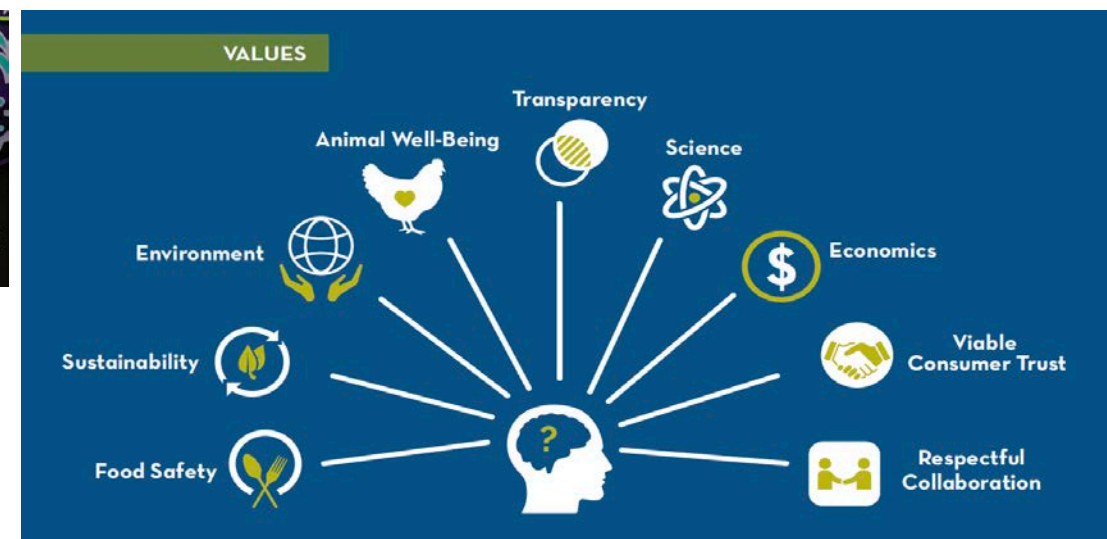 VALUES
Transparency
Animal Well-Being
Science
Environment
$
Economics
Sustainability
Viable
Consumer Trust
?
Food Safety
Respectful
Collaboration